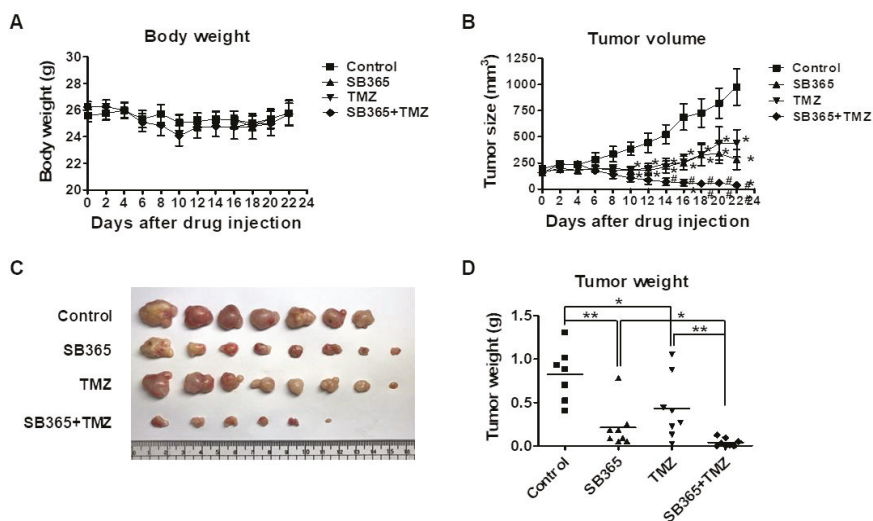 A
Body weight
Body weight (g)
30
28
26
24
22
20
0 2 4 6 8 10 12 14 16 18 20 22 24
Days after drug injection
Control
SB365
TMZ
SB365+TMZ
B
Tumor volume
Tumor size (mm³)
1250
1000
750
500
250
0
0 2 4 6 8 10 12 14 16 18 20 22 24
Days after drug injection
Control
SB365
TMZ
SB365+TMZ
C
Control
SB365
TMZ
SB365+TMZ
D
Tumor weight
Tumor weight (g)
1.5
1.0
0.5
0.0
*
** *
**
Control
SB365
TMZ
SB365+TMZ